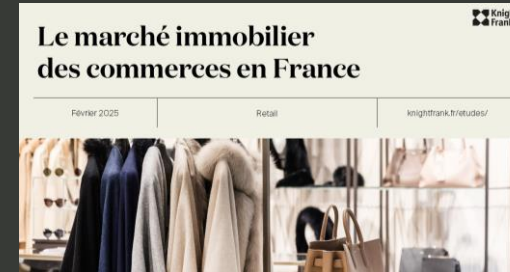 Le marché immobilier
des commerces en France
Février 2025
Retail
knightfrank.fr/etudes/